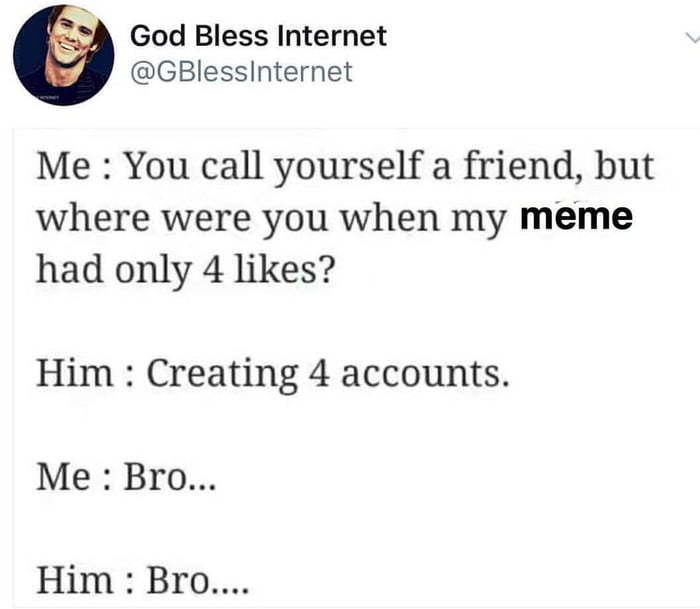 God Bless Internet
@GBlessInternet
Me : You call yourself a friend, but
where were you when my meme
had only 4 likes?
Him : Creating 4 accounts.
Me : Bro...
Him : Bro....